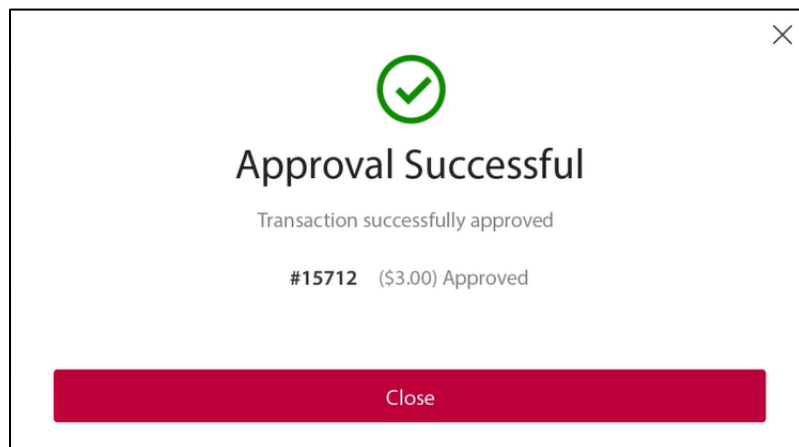 Approval Successful
Transaction successfully approved
#15712 ($3.00) Approved
Close